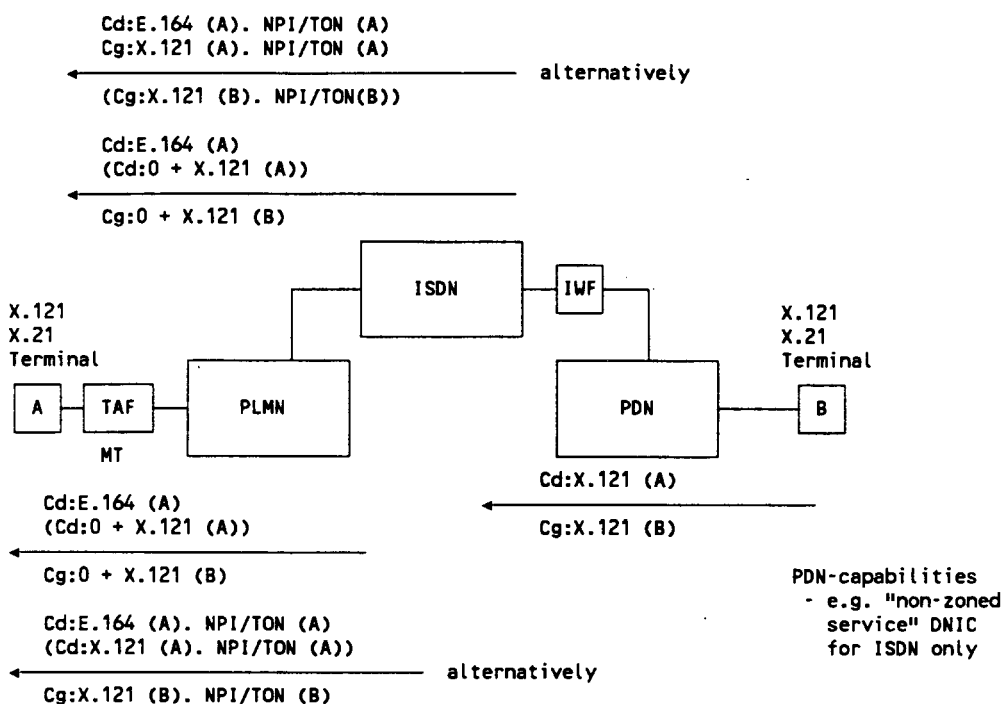 Cd:E.164 (A). NPI/TON (A)
Cg:X.121 (A). NPI/TON (A)
alternatively
(Cg:X.121 (B). NPI/TON(B))
Cd:E.164 (A)
(Cd:0 + X.121 (A))
Cg:0 + X.121 (B)
ISDN
IWF
X.121
X.21
Terminal
X.121
X.21
Terminal
A
TAF
PLMN
PDN
B
MT
Cd:X.121 (A)
Cg:X.121 (B)
Cd:E.164 (A)
(Cd:0 + X.121 (A))
Cg:0 + X.121 (B)
PDN-capabilities
- e.g. "non-zoned
service" DNIC
for ISDN only
Cd:E.164 (A). NPI/TON (A)
(Cd:X.121 (A). NPI/TON (A))
alternatively
Cg:X.121 (B). NPI/TON (B)